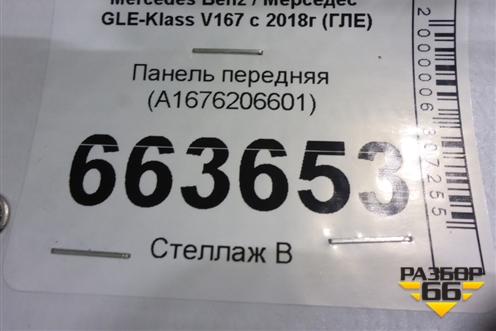 Mercedes Benz / Мерседес
GLE-Klass V167 с 2018г (ГЛЕ)
Панель передняя
(A1676206601)
663653
Стеллаж В
2000006307255
РАЗБОР
66